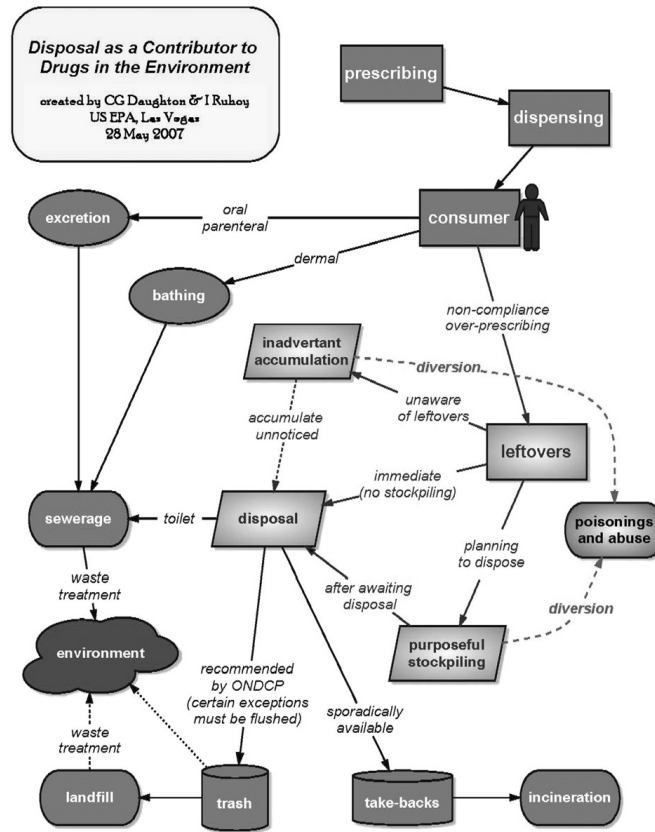 Disposal as a Contributor to
Drugs in the Environment
created by CG Daughton & I Ruhoy
US EPA, Las Vegas
28 May 2007
prescribing
dispensing
consumer
excretion
oral
parenteral
dermal
bathing
non-compliance
over-prescribing
inadvertant
accumulation
diversion
unaware
of leftovers
accumulate
unnoticed
leftovers
immediate
(no stockpiling)
sewerage
toilet
disposal
poisonings
and abuse
planning
to dispose
after awaiting
disposal
diversion
waste
treatment
purposeful
stockpiling
environment
recommended
by ONDCP
(certain exceptions
must be flushed)
sporadically
available
waste
treatment
landfill
trash
take-backs
incineration